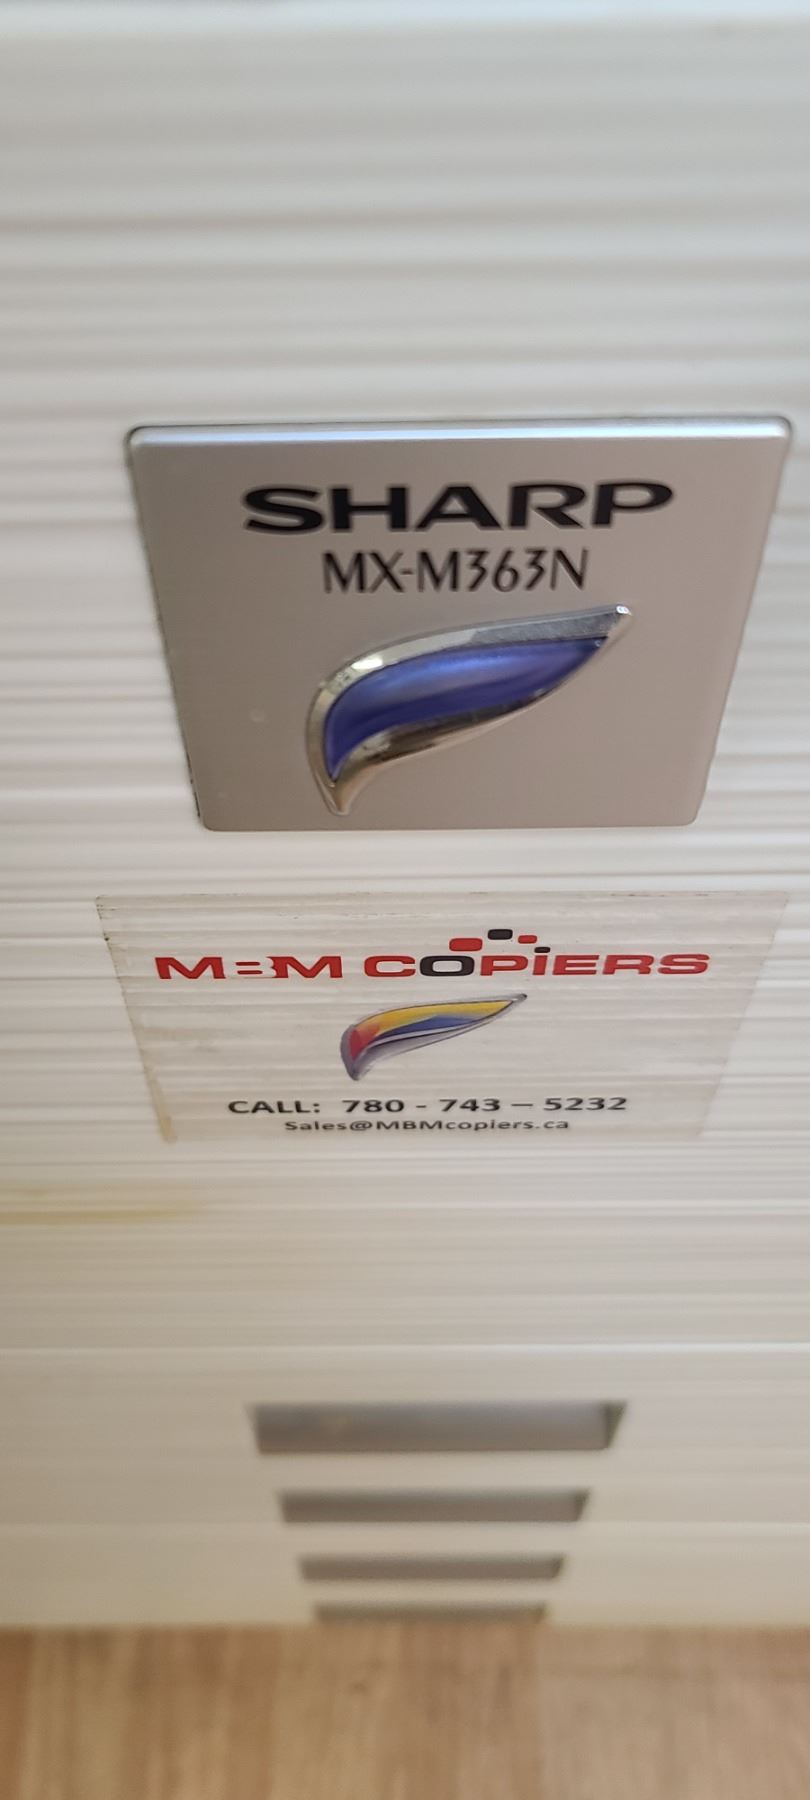 SHARP
MX-M363N
MBM COPIERS
CALL: 780 - 743 – 5232
Sales@MBMcopiers.ca